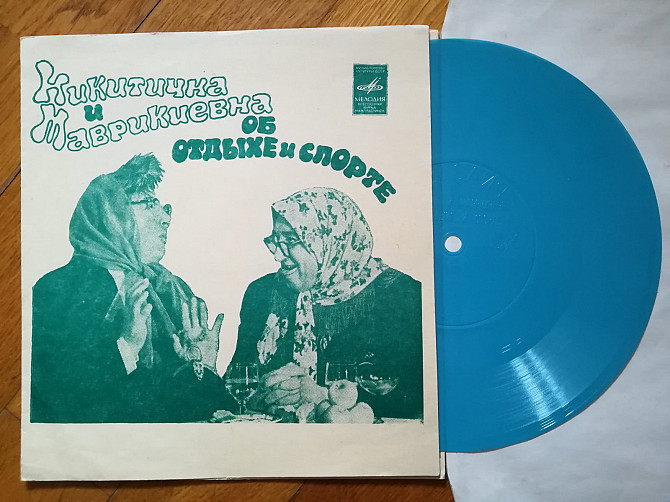 Никитична
и
Маврикиевна
ОБ
ОТДЫХЕ И СПОРТЕ
МЕЛОДИЯ